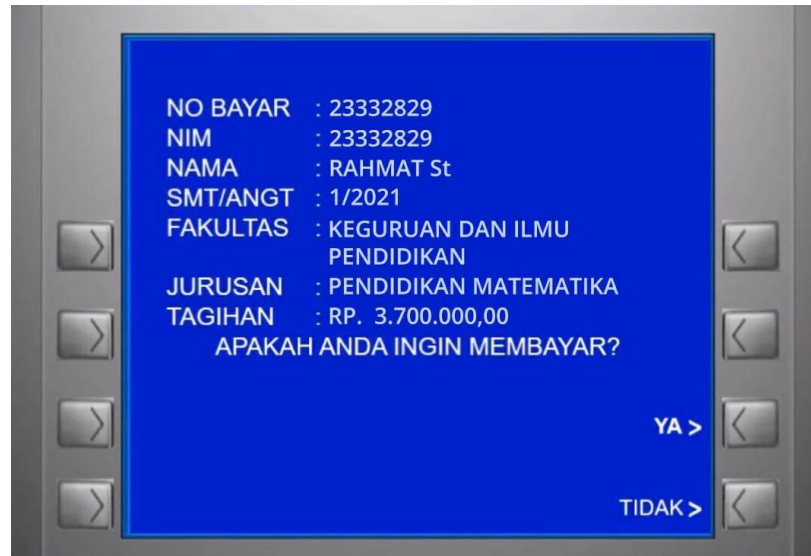 NO BAYAR : 23332829
NIM : 23332829
NAMA : RAHMAT St
SMT/ANGT : 1/2021
FAKULTAS : KEGURUAN DAN ILMU
PENDIDIKAN
JURUSAN : PENDIDIKAN MATEMATIKA
TAGIHAN : RP. 3.700.000,00
APAKAH ANDA INGIN MEMBAYAR?
YA >
TIDAK >